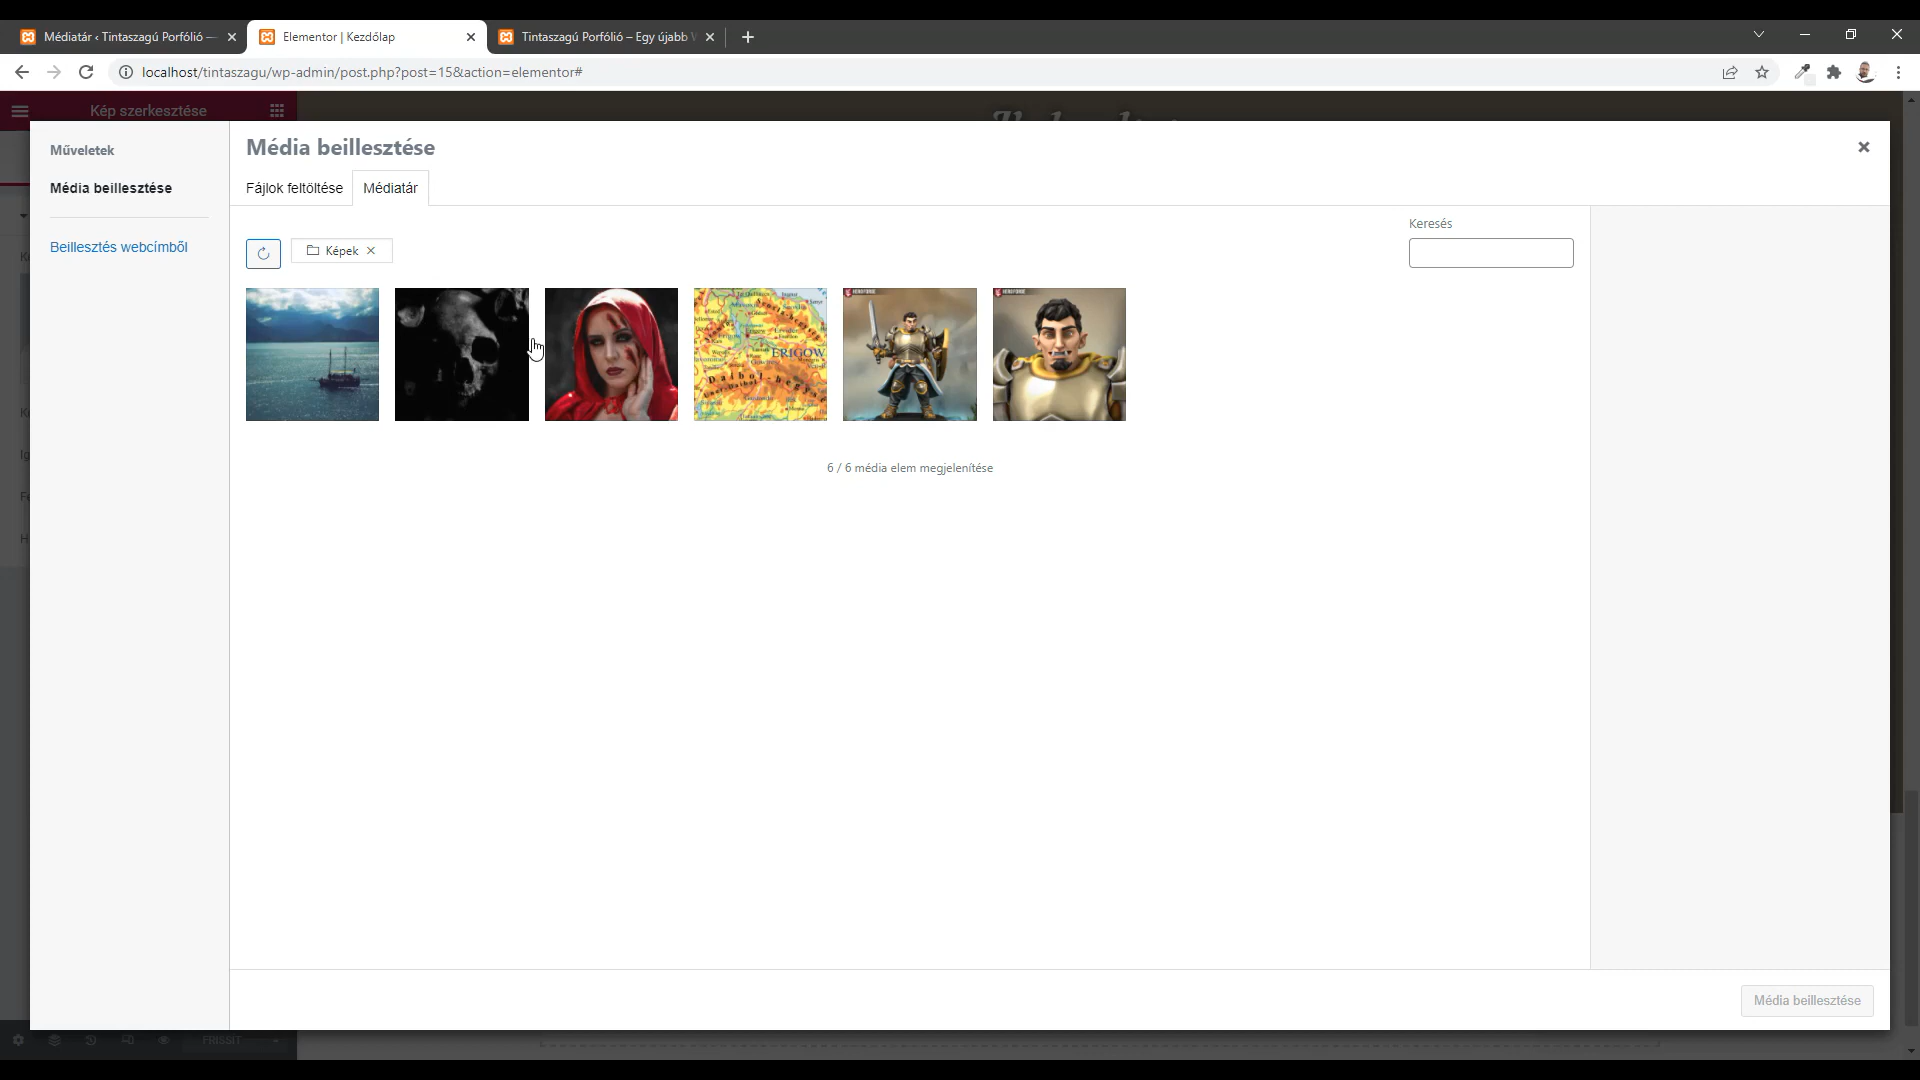 Médiatár ‹ Tintaszagú Porfólió —
Elementor | Kezdőlap
Tintaszagú Porfólió – Egy újabb
localhost/tintaszagu/wp-admin/post.php?post=15&action=elementor#
Kép szerkesztése
Műveletek
Média beillesztése
Beillesztés webcímből
Média beillesztése
Fájlok feltöltése
Médiatár
Képek
Keresés
ERIGOW
6 / 6 média elem megjelenítése
Média beillesztése
FRISSÍT